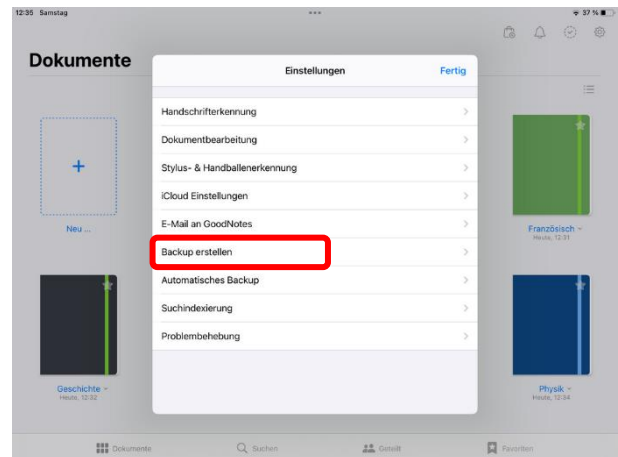 12:35 Samstag
37 %
Dokumente
Einstellungen
Fertig
Handschrifterkennung
Dokumentbearbeitung
Stylus- & Handballenerkennung
iCloud Einstellungen
E-Mail an GoodNotes
Backup erstellen
Automatisches Backup
Suchindexierung
Problembehebung
Neu ...
Französisch
Heute, 12:31
Geschichte
Heute, 12:32
Physik
Heute, 12:34
Dokumente
Suchen
Geteilt
Favoriten